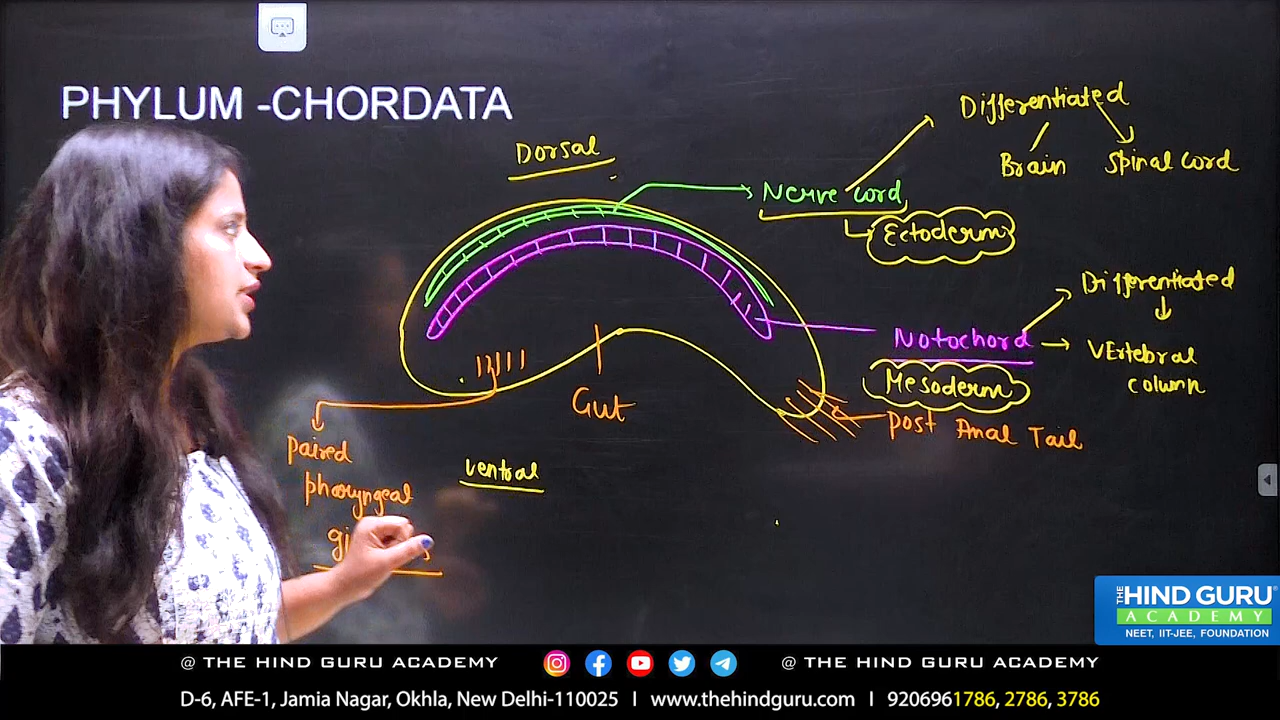 PHYLUM -CHORDATA
Dorsal
Differentiated
Brain
Spinal cord
Nerve cord
Ectoderm
Differentiated
Notochord
VErtebral
column
Mesoderm
Gut
post Anal Tail
paired
pharyngeal
ventral
THE HIND GURU
ACADEMY
NEET, IIT-JEE, FOUNDATION
@ THE HIND GURU ACADEMY
@ THE HIND GURU ACADEMY
D-6, AFE-1, Jamia Nagar, Okhla, New Delhi-110025 | www.thehindguru.com | 9206961786, 2786, 3786